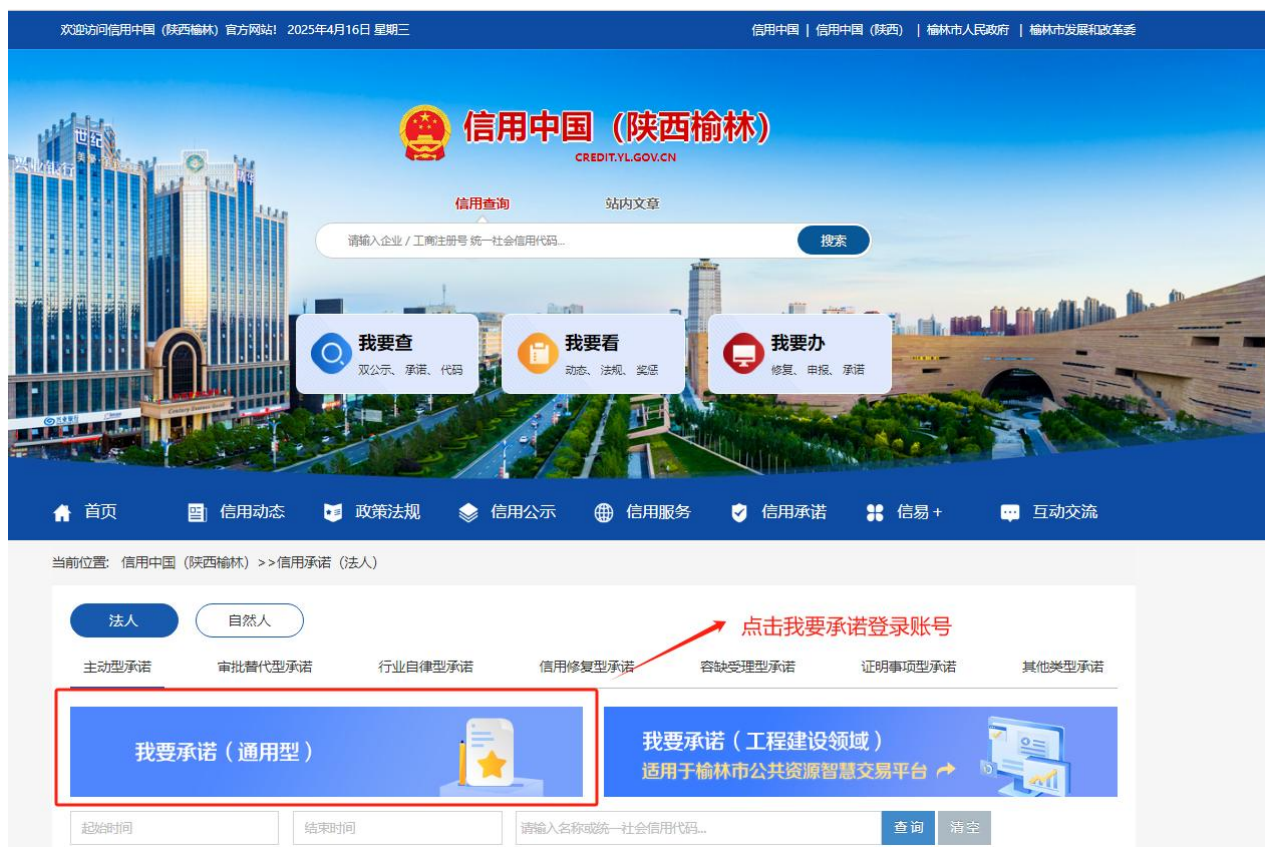 欢迎访问信用中国（陕西榆林）官方网站！ 2025年4月16日 星期三
信用中国 | 信用中国（陕西） | 榆林市人民政府 | 榆林市发展和改革委
信用中国（陕西榆林）
CREDIT.YL.GOV.CN
信用查询 站内文章
请输入企业 / 工商注册号 统一社会信用代码...
搜索
世纪
我要查
双公示、承诺、代码
我要看
动态、法规、奖惩
我要办
修复、申报、承诺
首页 信用动态 政策法规 信用公示 信用服务 信用承诺 信易+ 互动交流
当前位置: 信用中国（陕西榆林）>>信用承诺（法人）
法人 自然人
点击我要承诺登录账号
主动型承诺 审批替代型承诺 行业自律型承诺 信用修复型承诺 容缺受理型承诺 证明事项型承诺 其他类型承诺
我要承诺（通用型）
我要承诺（工程建设领域）
适用于榆林市公共资源智慧交易平台
起始时间 结束时间 请输入名称或统一社会信用代码... 查询 清空